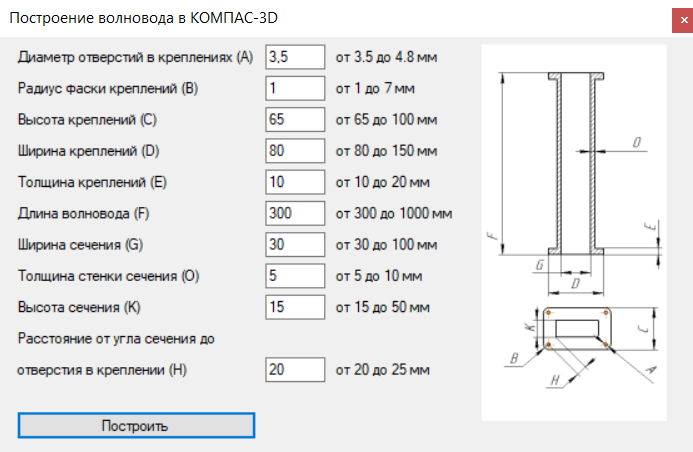 Построение волновода в КОМПАС-3D
Диаметр отверстий в креплениях (A) 3,5 от 3.5 до 4.8 мм
Радиус фаски креплений (B) 1 от 1 до 7 мм
Высота креплений (C) 65 от 65 до 100 мм
Ширина креплений (D) 80 от 80 до 150 мм
Толщина креплений (E) 10 от 10 до 20 мм
Длина волновода (F) 300 от 300 до 1000 мм
Ширина сечения (G) 30 от 30 до 100 мм
Толщина стенки сечения (O) 5 от 5 до 10 мм
Высота сечения (K) 15 от 15 до 50 мм
Расстояние от угла сечения до
отверстия в креплении (H) 20 от 20 до 25 мм
Построить
O
F
E
G
D
K
C
B
H
A